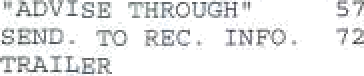 "ADVISE THROUGH" 57
SEND. TO REC. INFO. 72
TRAILER